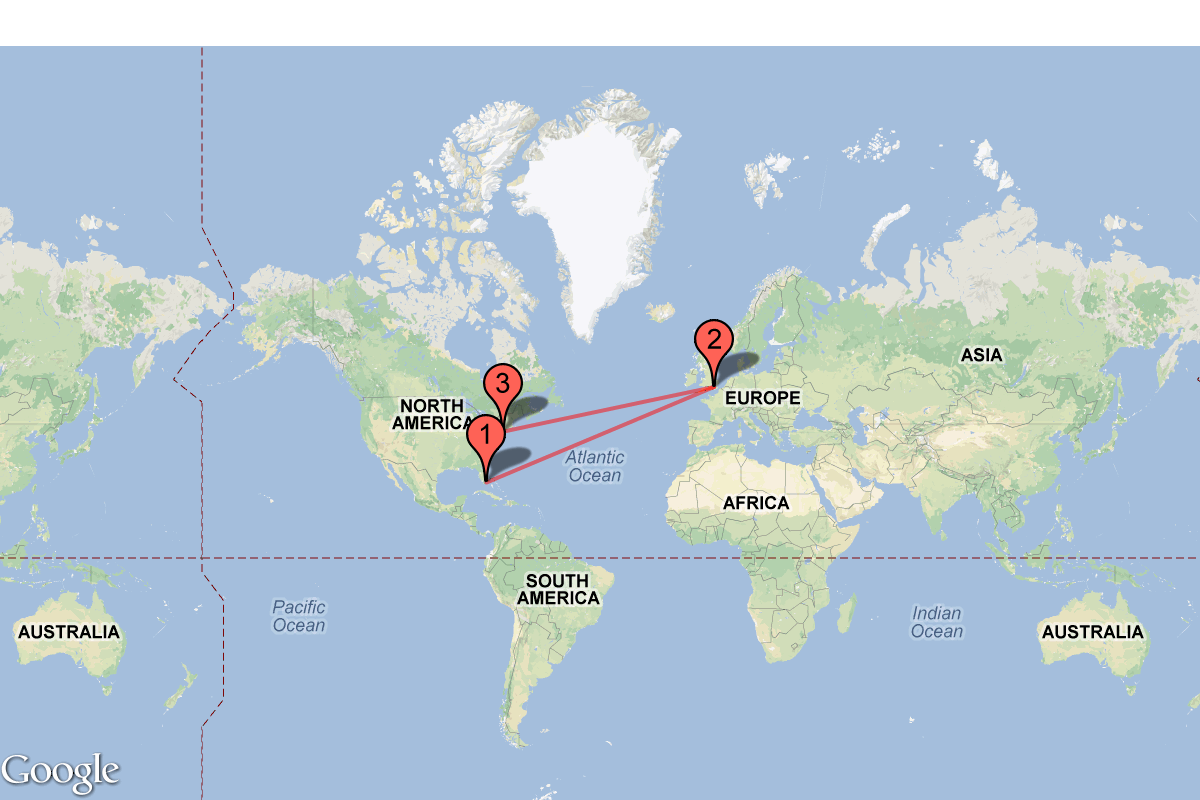 2
3
1
ASIA
EUROPE
NORTH
AMERICA
Atlantic
Ocean
AFRICA
SOUTH
AMERICA
Pacific
Ocean
Indian
Ocean
AUSTRALIA
AUSTRALIA
Google